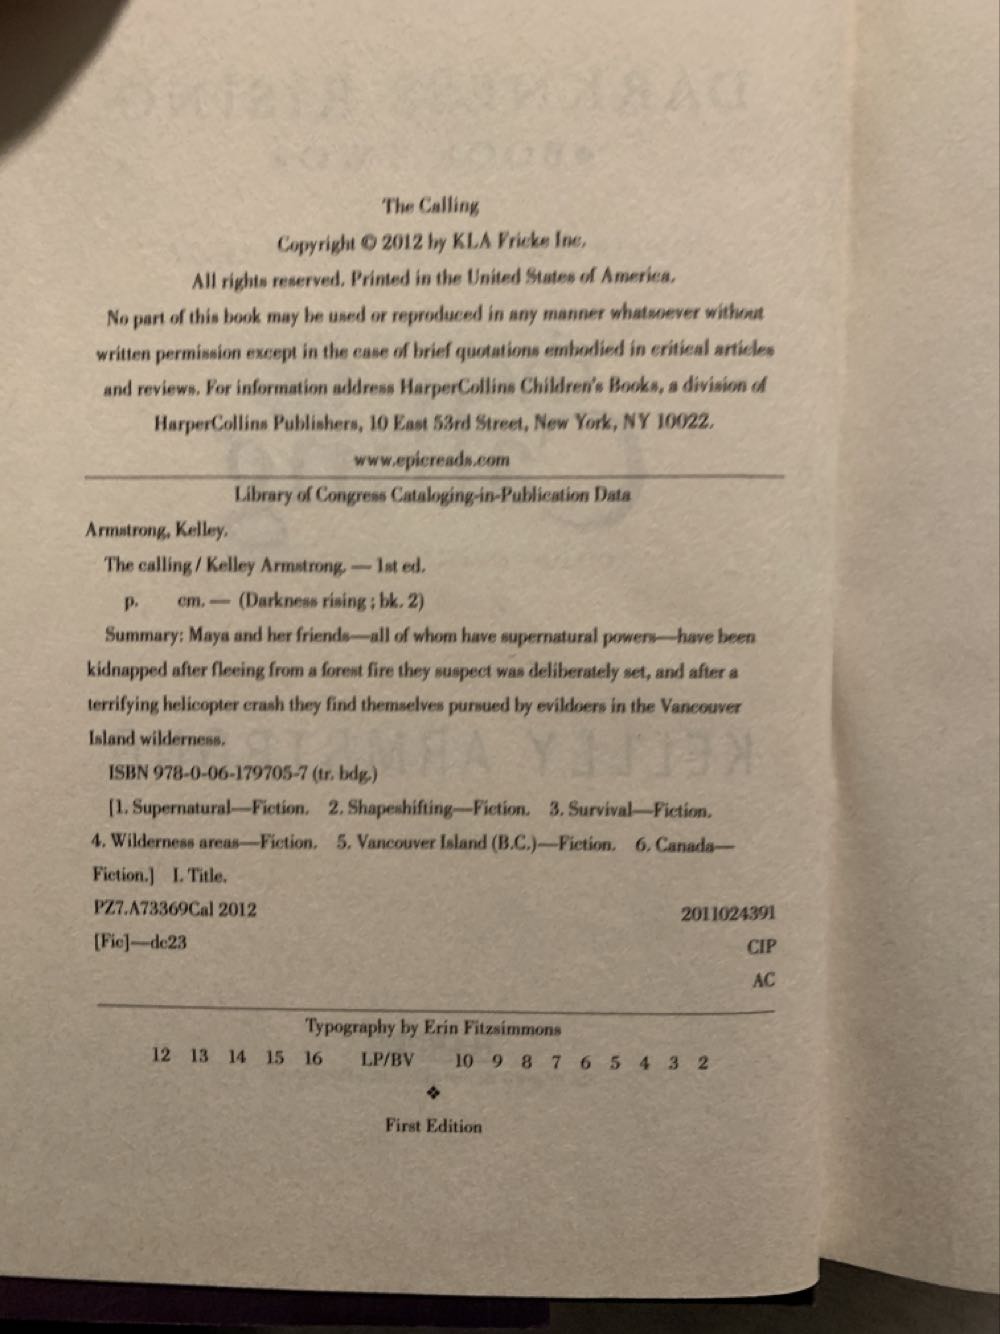 The Calling
Copyright © 2012 by KLA Fricke Inc.
All rights reserved. Printed in the United States of America.
No part of this book may be used or reproduced in any manner whatsoever without
written permission except in the case of brief quotations embodied in critical articles
and reviews. For information address HarperCollins Children's Books, a division of
HarperCollins Publishers, 10 East 53rd Street, New York, NY 10022.
www.epicreads.com
Library of Congress Cataloging-in-Publication Data
Armstrong, Kelley.
The calling / Kelley Armstrong. — 1st ed.
p. cm. — (Darkness rising ; bk. 2)
Summary: Maya and her friends—all of whom have supernatural powers—have been
kidnapped after fleeing from a forest fire they suspect was deliberately set, and after a
terrifying helicopter crash they find themselves pursued by evildoers in the Vancouver
Island wilderness.
ISBN 978-0-06-179705-7 (tr. bdg.)
[1. Supernatural—Fiction. 2. Shapeshifting—Fiction. 3. Survival—Fiction.
4. Wilderness areas—Fiction. 5. Vancouver Island (B.C.)—Fiction. 6. Canada—
Fiction.] I. Title.
PZ7.A73369Cal 2012 2011024391
[Fic]—dc23 CIP
AC
Typography by Erin Fitzsimmons
12 13 14 15 16 LP/BV 10 9 8 7 6 5 4 3 2
❖
First Edition